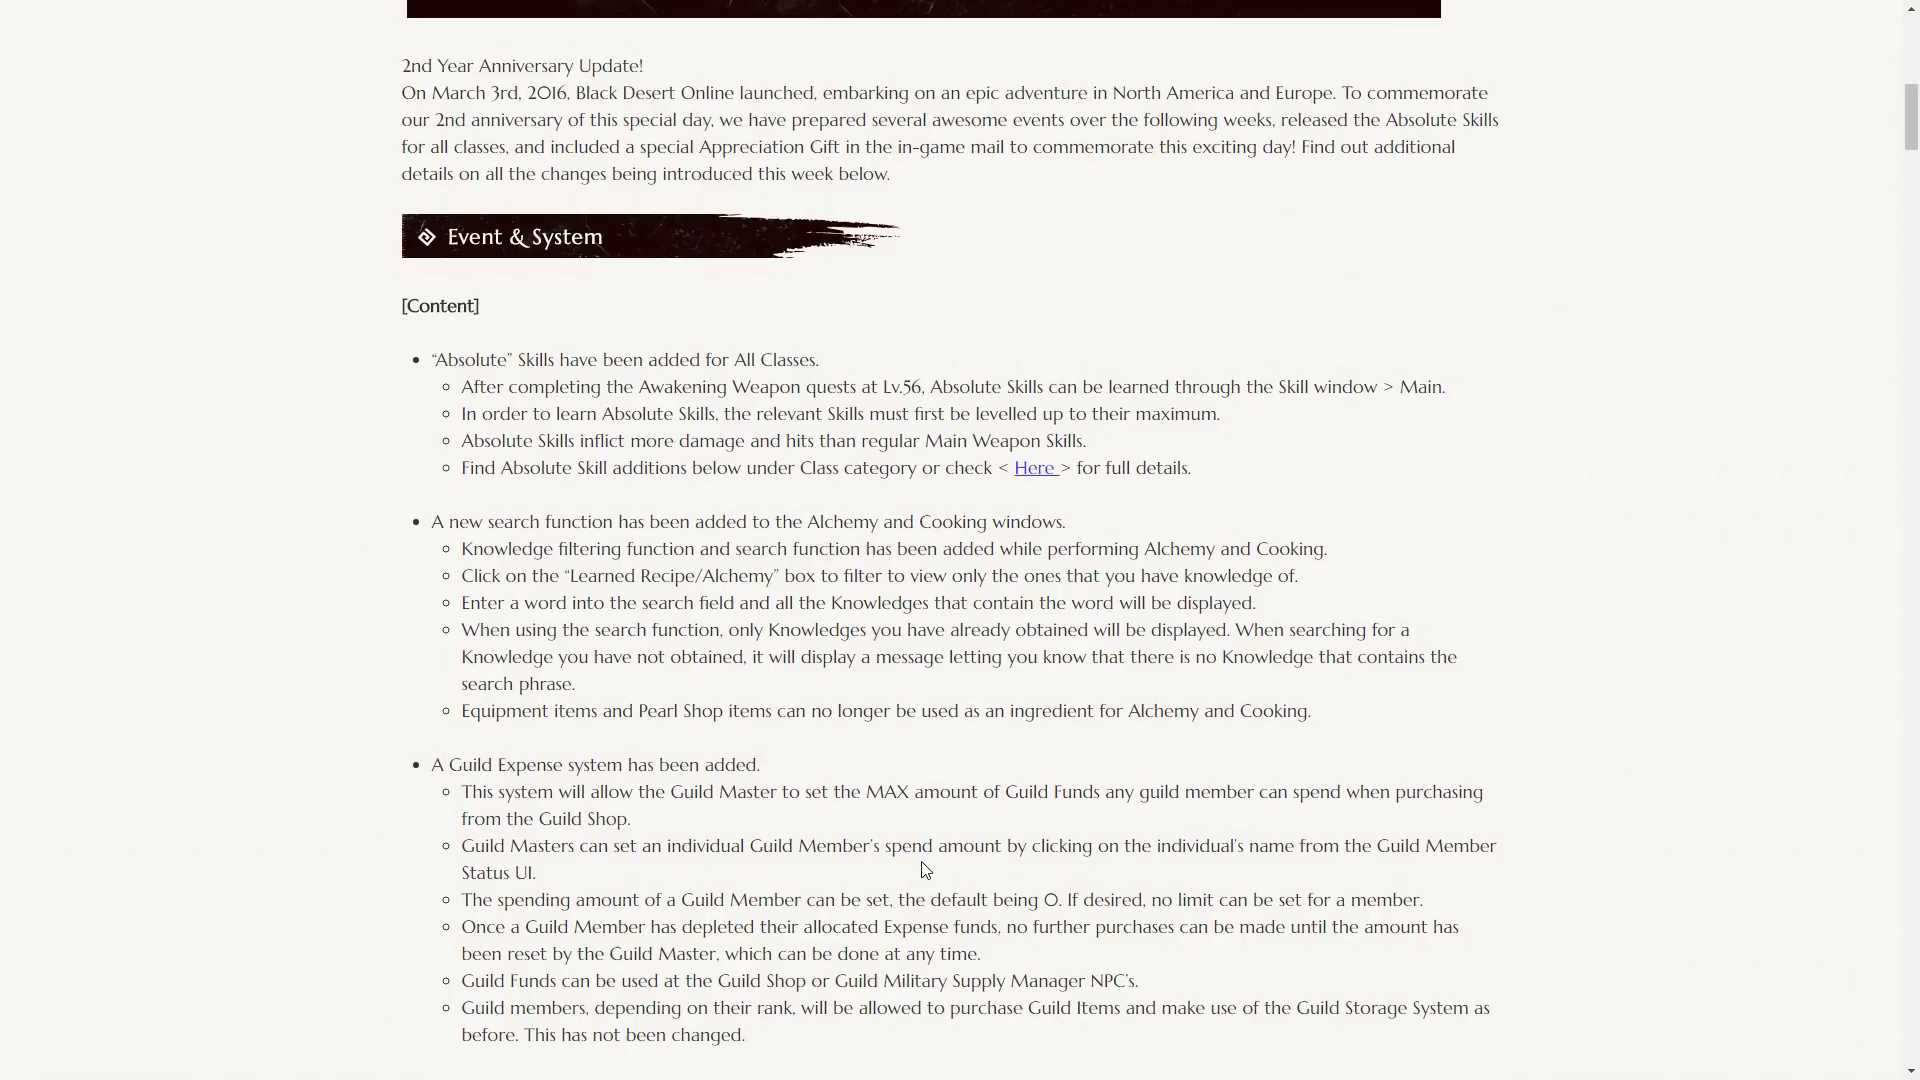 2nd Year Anniversary Update!
On March 3rd, 2016, Black Desert Online launched, embarking on an epic adventure in North America and Europe. To commemorate
our 2nd anniversary of this special day, we have prepared several awesome events over the following weeks, released the Absolute Skills
for all classes, and included a special Appreciation Gift in the in-game mail to commemorate this exciting day! Find out additional
details on all the changes being introduced this week below.
Event & System
[Content]
“Absolute” Skills have been added for All Classes.
After completing the Awakening Weapon quests at Lv.56, Absolute Skills can be learned through the Skill window > Main.
In order to learn Absolute Skills, the relevant Skills must first be levelled up to their maximum.
Absolute Skills inflict more damage and hits than regular Main Weapon Skills.
Find Absolute Skill additions below under Class category or check < Here > for full details.
A new search function has been added to the Alchemy and Cooking windows.
Knowledge filtering function and search function has been added while performing Alchemy and Cooking.
Click on the “Learned Recipe/Alchemy” box to filter to view only the ones that you have knowledge of.
Enter a word into the search field and all the Knowledges that contain the word will be displayed.
When using the search function, only Knowledges you have already obtained will be displayed. When searching for a
Knowledge you have not obtained, it will display a message letting you know that there is no Knowledge that contains the
search phrase.
Equipment items and Pearl Shop items can no longer be used as an ingredient for Alchemy and Cooking.
A Guild Expense system has been added.
This system will allow the Guild Master to set the MAX amount of Guild Funds any guild member can spend when purchasing
from the Guild Shop.
Guild Masters can set an individual Guild Member’s spend amount by clicking on the individual’s name from the Guild Member
Status UI.
The spending amount of a Guild Member can be set, the default being 0. If desired, no limit can be set for a member.
Once a Guild Member has depleted their allocated Expense funds, no further purchases can be made until the amount has
been reset by the Guild Master, which can be done at any time.
Guild Funds can be used at the Guild Shop or Guild Military Supply Manager NPC’s.
Guild members, depending on their rank, will be allowed to purchase Guild Items and make use of the Guild Storage System as
before. This has not been changed.